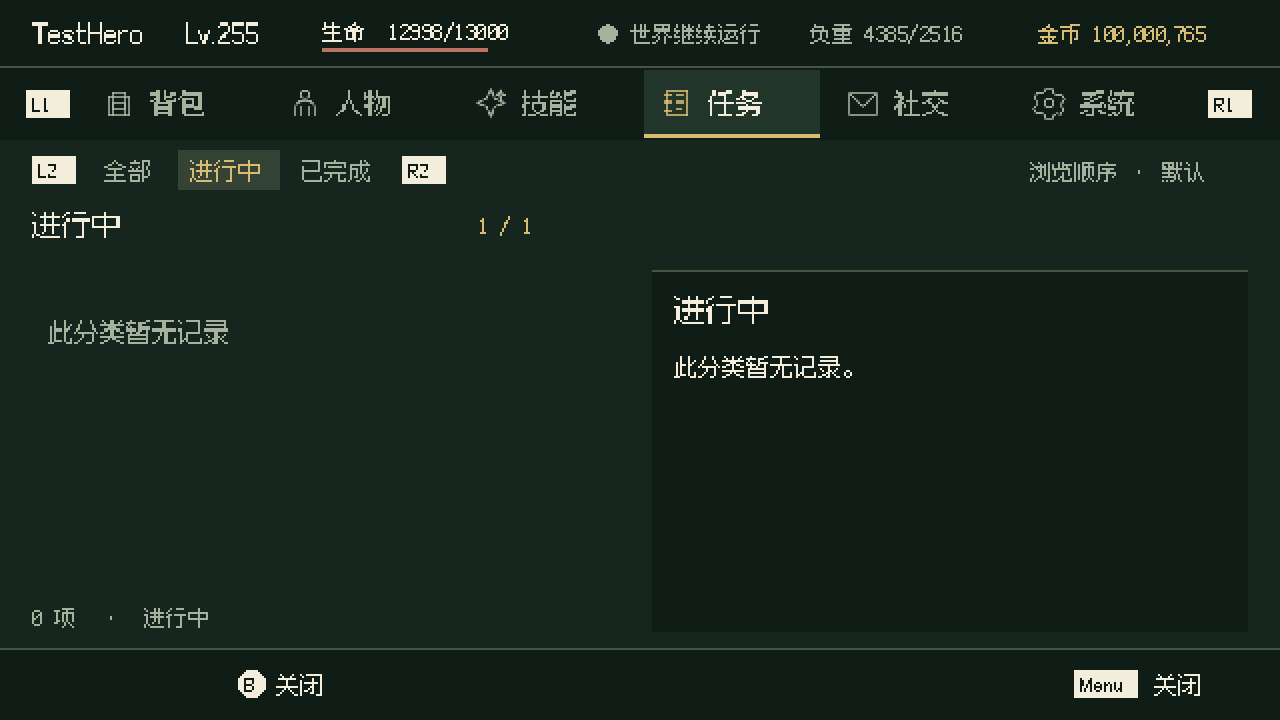 TestHero Lv.255 生命 12998/13000 世界继续运行 负重 4385/2516 金币 100,000,765
L1 背包 人物 技能 任务 社交 系统 R1
L2 全部 进行中 已完成 R2 浏览顺序 · 默认
进行中 1 / 1
进行中
此分类暂无记录
此分类暂无记录。
0 项 · 进行中
B 关闭 Menu 关闭